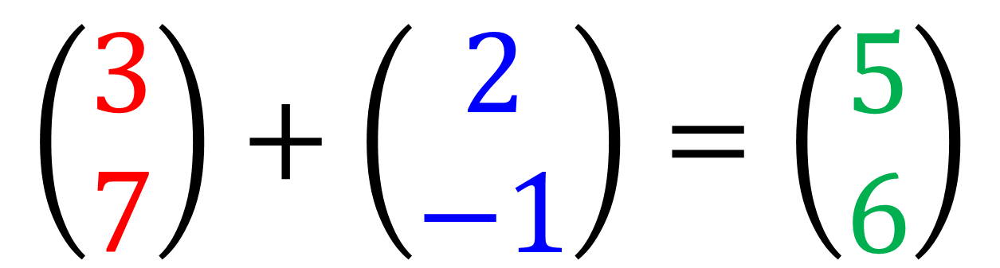 (3 7) + (2 −1) = (5 6)